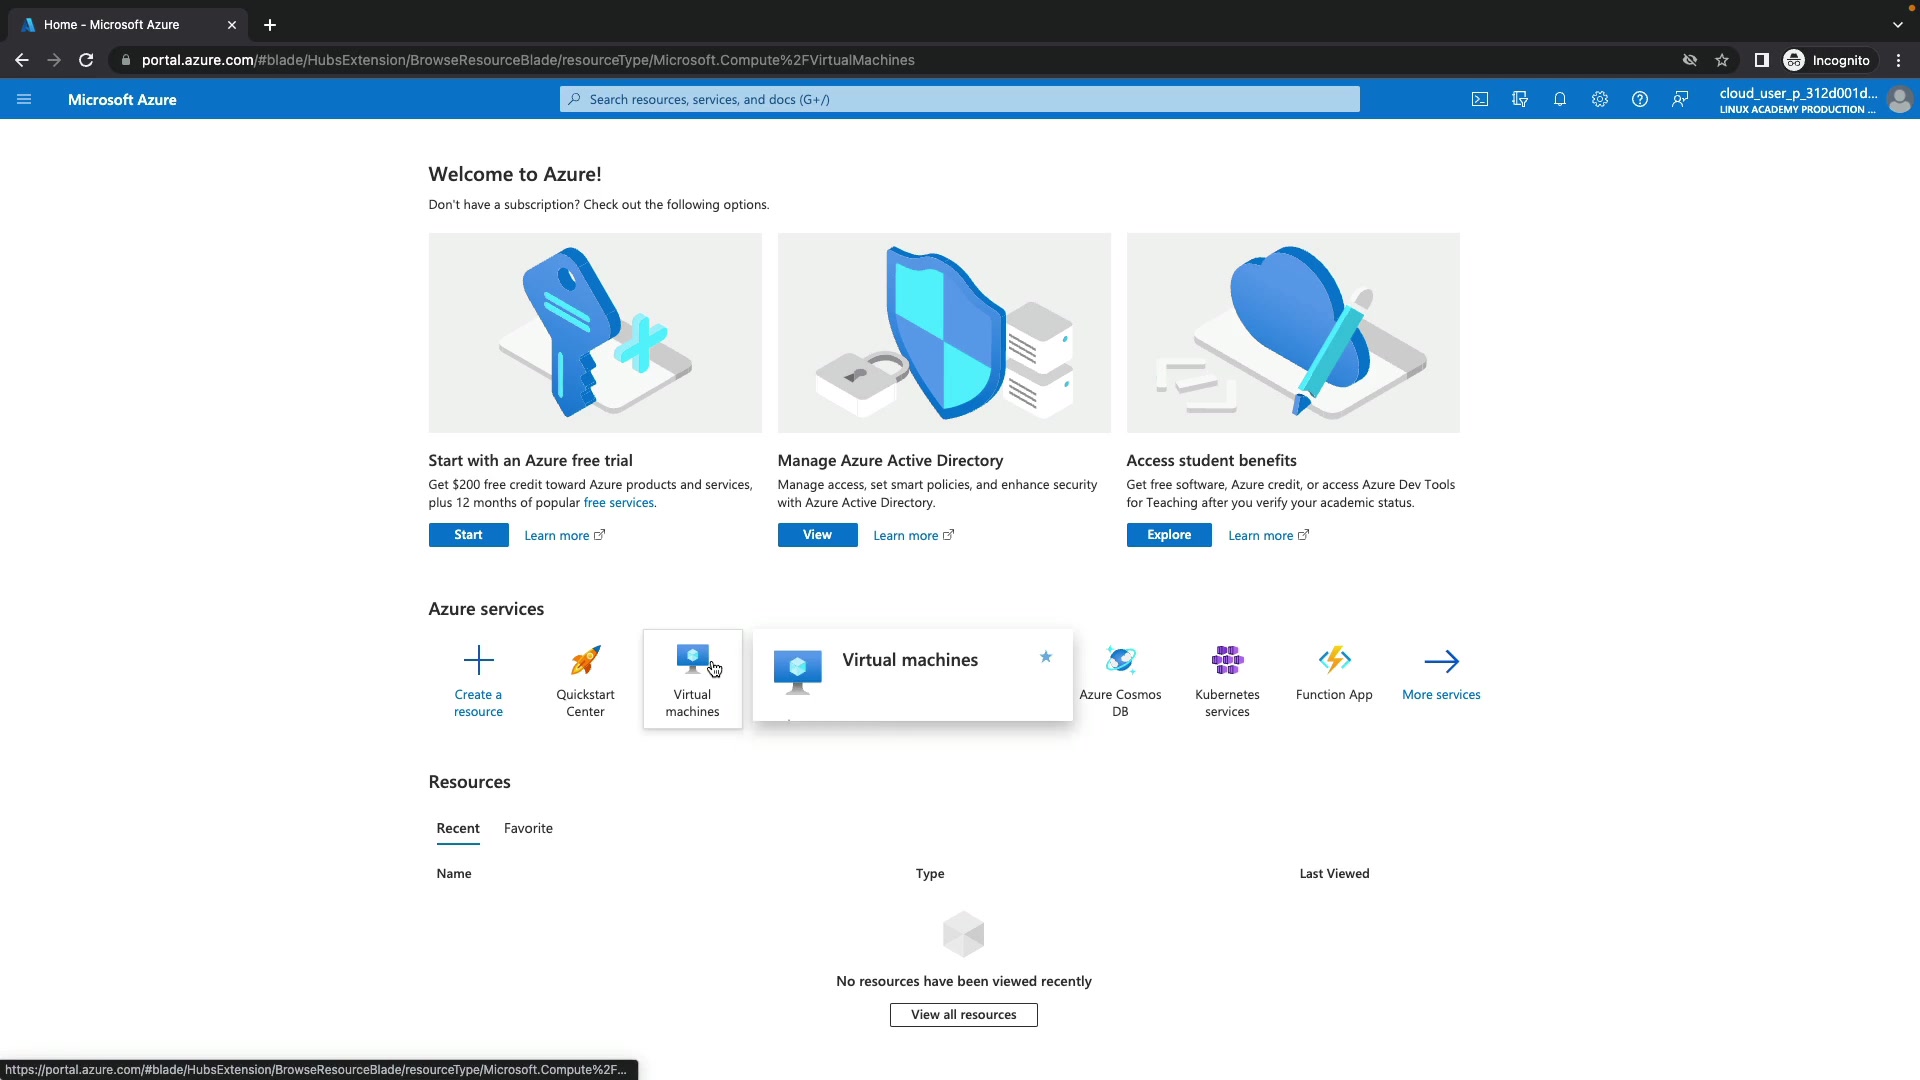 Home - Microsoft Azure
portal.azure.com/#blade/HubsExtension/BrowseResourceBlade/resourceType/Microsoft.Compute%2FVirtualMachines
Incognito
Microsoft Azure
Search resources, services, and docs (G+/)
cloud_user_p_312d001d...
LINUX ACADEMY PRODUCTION ...
Welcome to Azure!
Don't have a subscription? Check out the following options.
Start with an Azure free trial
Get $200 free credit toward Azure products and services,
plus 12 months of popular free services.
Start
Learn more
Manage Azure Active Directory
Manage access, set smart policies, and enhance security
with Azure Active Directory.
View
Learn more
Access student benefits
Get free software, Azure credit, or access Azure Dev Tools
for Teaching after you verify your academic status.
Explore
Learn more
Azure services
Create a
resource
Quickstart
Center
Virtual
machines
Virtual machines
Azure Cosmos
DB
Kubernetes
services
Function App
More services
Resources
Recent
Favorite
Name
Type
Last Viewed
No resources have been viewed recently
View all resources
https://portal.azure.com/#blade/HubsExtension/BrowseResourceBlade/resourceType/Microsoft.Compute%2F...